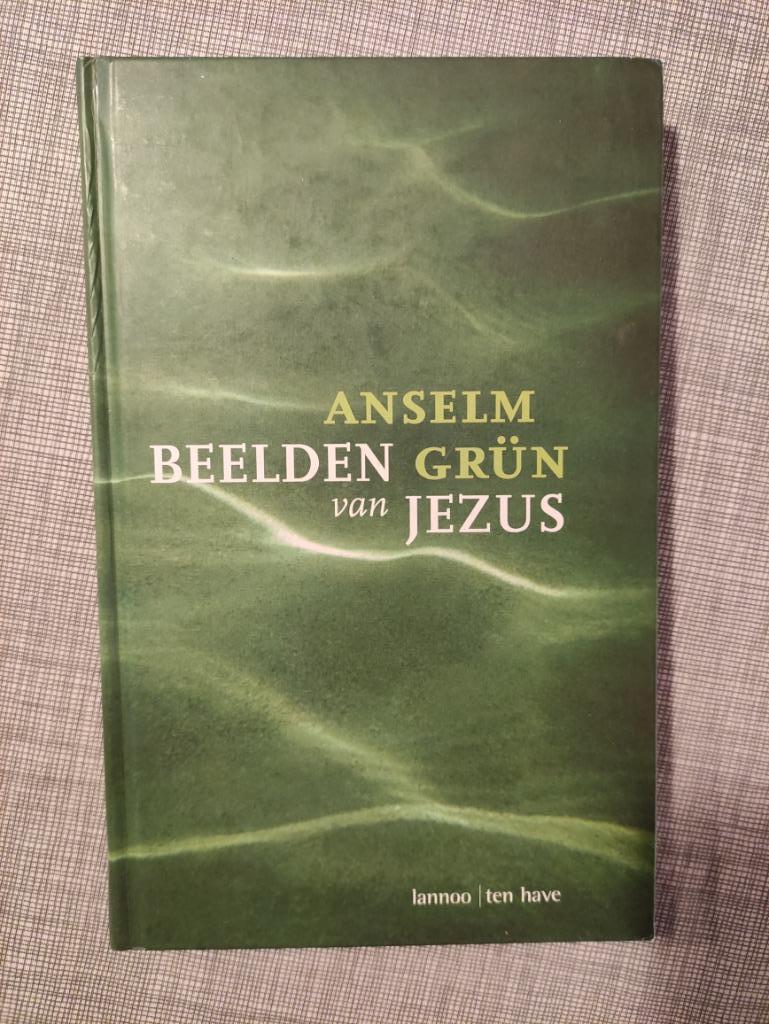 ANSELM
BEELDEN GRÜN
van JEZUS
lannoo | ten have